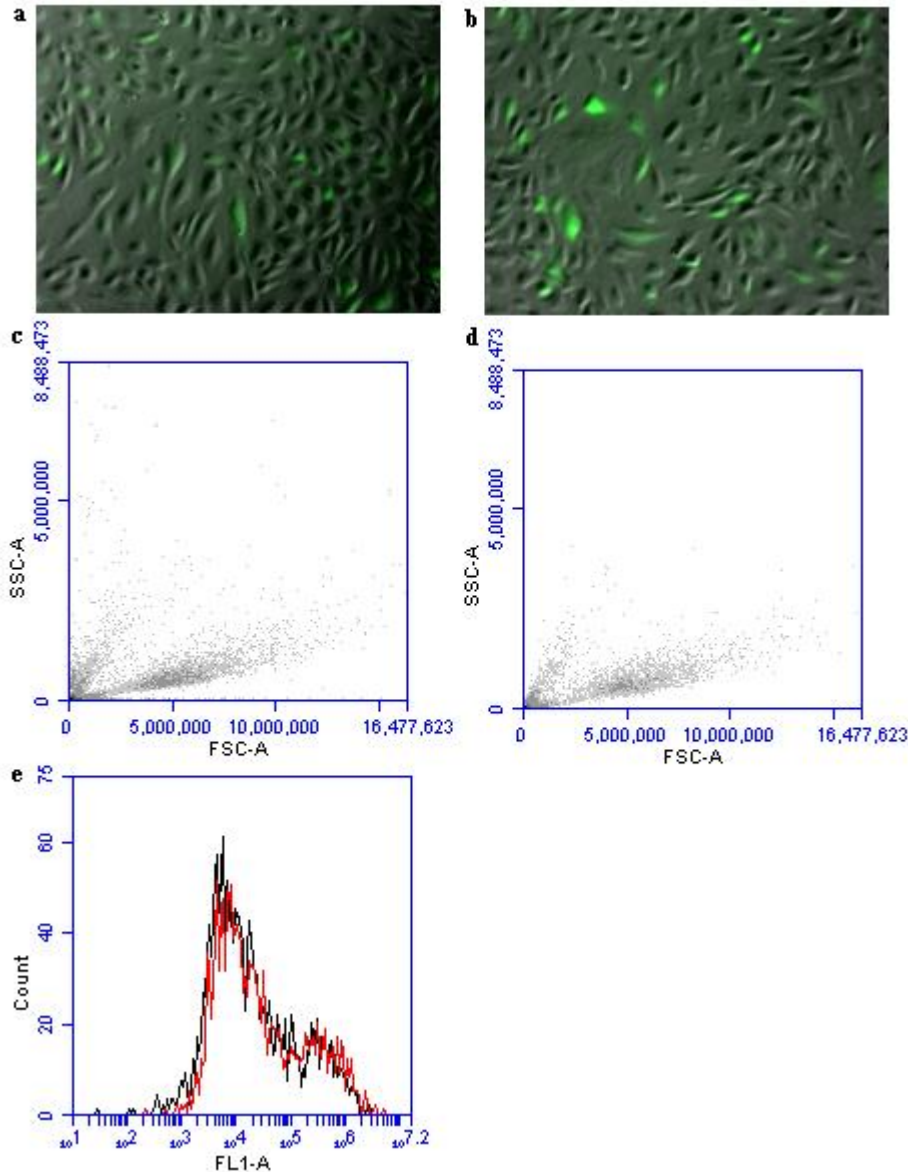 a
b
c
8,488,473
5,000,000
0
SSC-A
0 5,000,000 10,000,000 16,477,623
FSC-A
d
8,488,473
5,000,000
0
SSC-A
0 5,000,000 10,000,000 16,477,623
FSC-A
e
75
60
40
20
0
Count
10^1 10^2 10^3 10^4 10^5 10^6 10^7.2
FL1-A